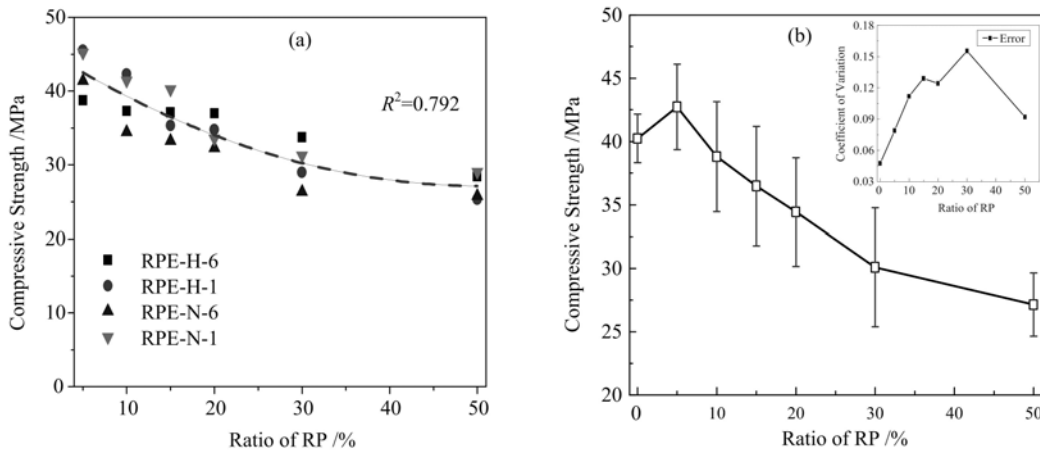 50
40
30
20
10
0
10
20
30
40
50
Compressive Strength /MPa
Ratio of RP /%
(a)
R²=0.792
RPE-H-6
RPE-H-1
RPE-N-6
RPE-N-1
50
45
40
35
30
25
20
0
10
20
30
40
50
Compressive Strength /MPa
Ratio of RP /%
(b)
0.18
0.15
0.12
0.09
0.06
0.03
0
10
20
30
40
50
Coefficient of Variation
Ratio of RP
Error